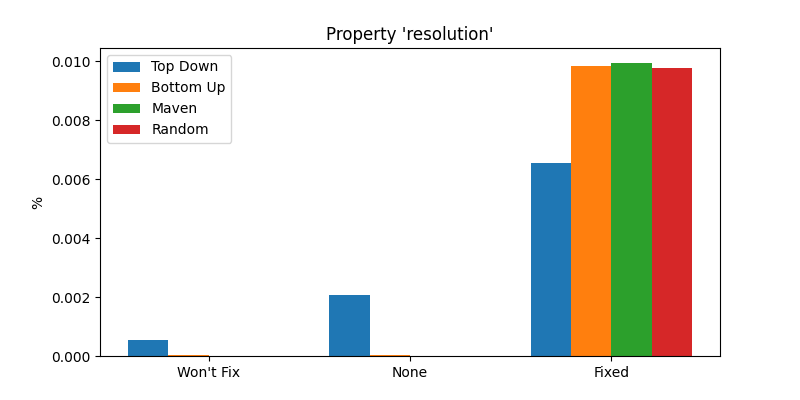 Property 'resolution'
%
0.010
0.008
0.006
0.004
0.002
0.000
Top Down
Bottom Up
Maven
Random
Won't Fix
None
Fixed